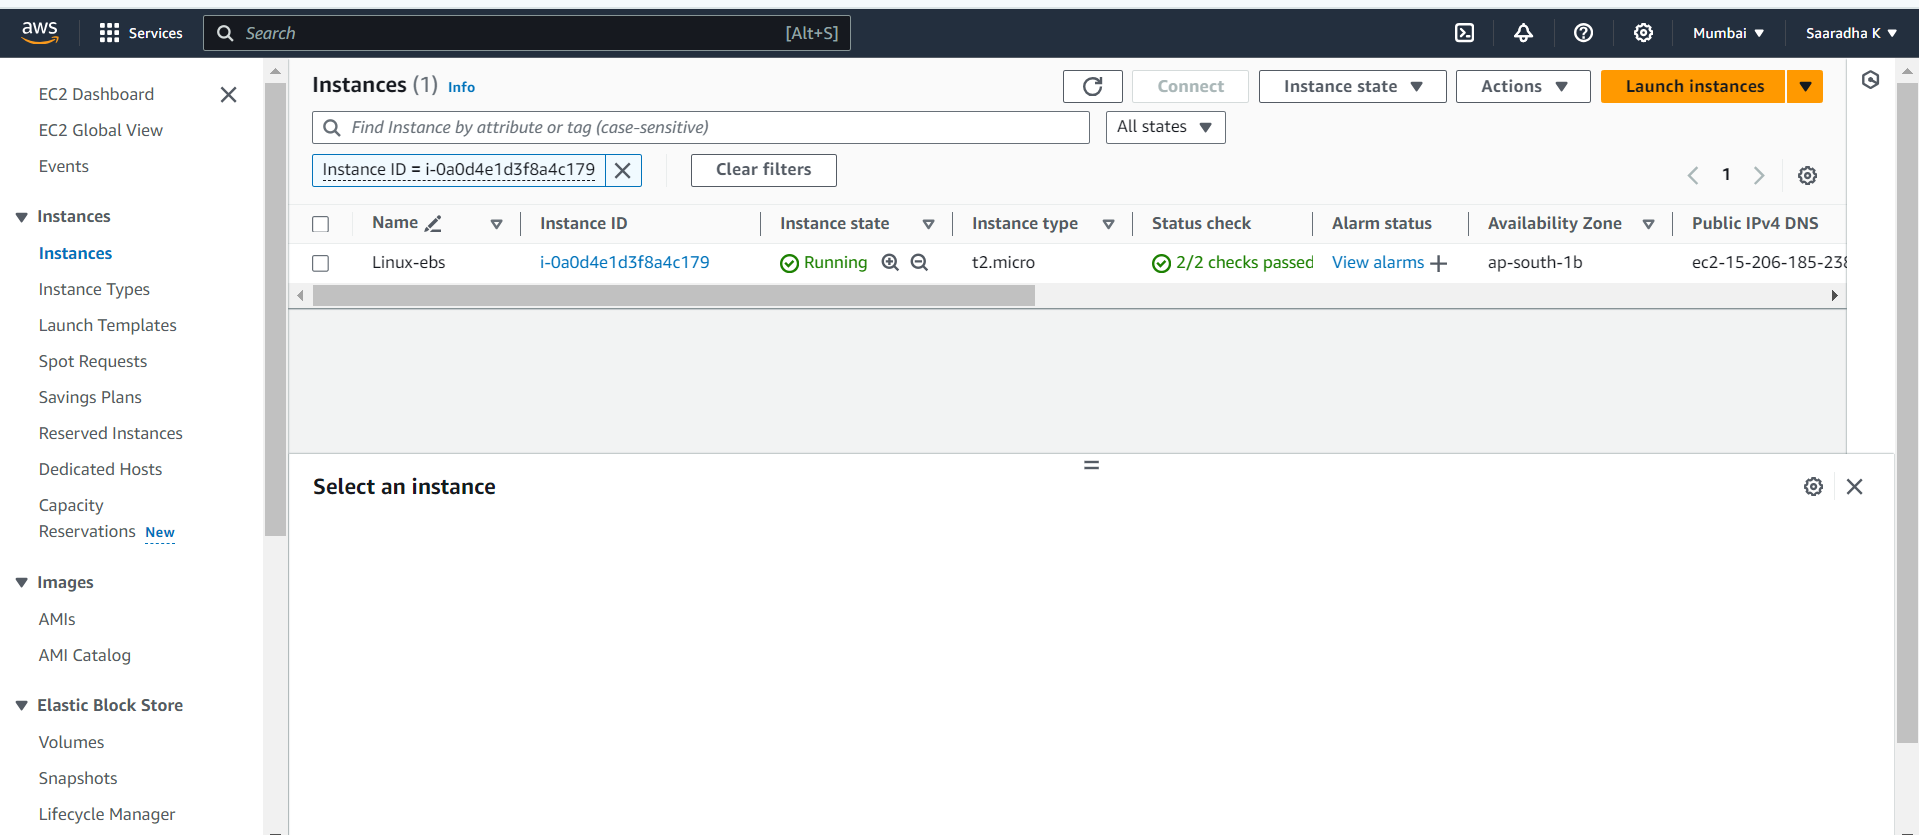 aws Services Search [Alt+S] Mumbai Saaradha K
EC2 Dashboard
EC2 Global View
Events
Instances
Instances
Instance Types
Launch Templates
Spot Requests
Savings Plans
Reserved Instances
Dedicated Hosts
Capacity
Reservations New
Images
AMIs
AMI Catalog
Elastic Block Store
Volumes
Snapshots
Lifecycle Manager
Instances (1) Info Connect Instance state Actions Launch instances
Find Instance by attribute or tag (case-sensitive) All states
Instance ID = i-0a0d4e1d3f8a4c179 Clear filters 1
Name Instance ID Instance state Instance type Status check Alarm status Availability Zone Public IPv4 DNS
Linux-ebs i-0a0d4e1d3f8a4c179 Running t2.micro 2/2 checks passed View alarms ap-south-1b ec2-15-206-185-238
Select an instance